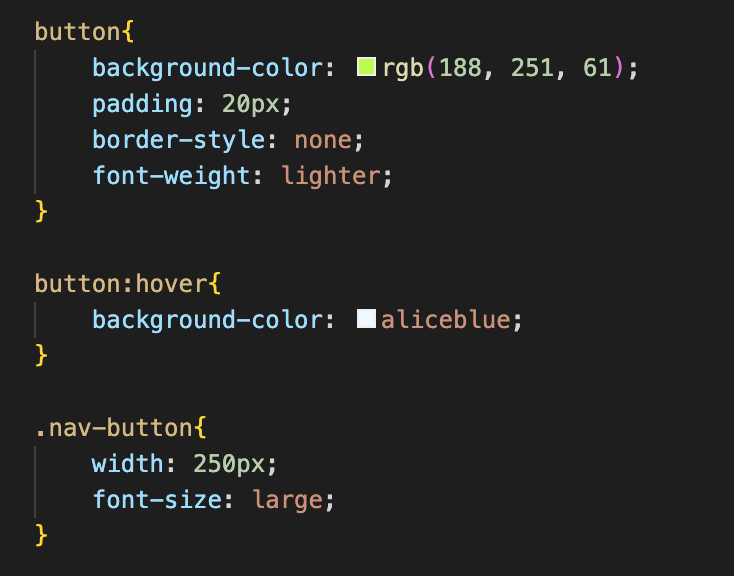 button{
    background-color: rgb(188, 251, 61);
    padding: 20px;
    border-style: none;
    font-weight: lighter;
}

button:hover{
    background-color: aliceblue;
}

.nav-button{
    width: 250px;
    font-size: large;
}